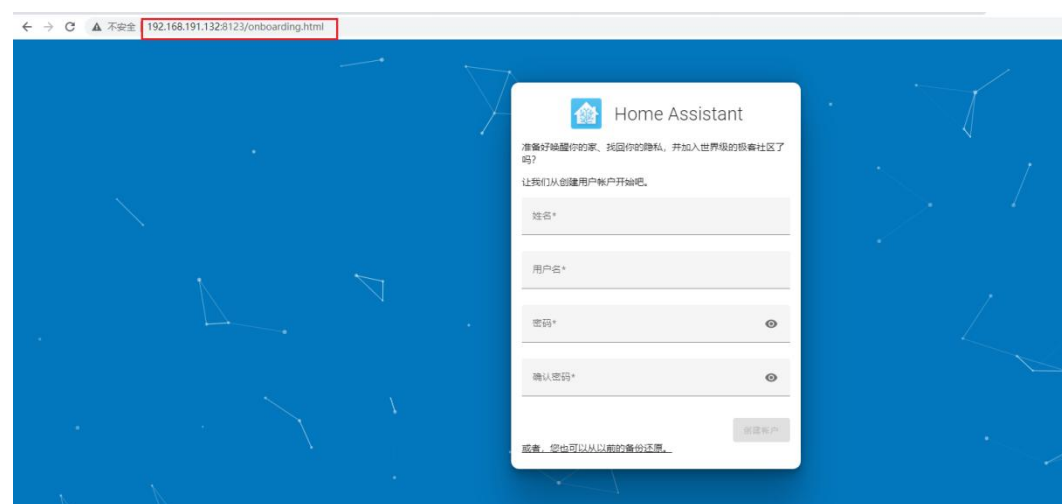 不安全 192.168.191.132:8123/onboarding.html
Home Assistant
准备好唤醒你的家、找回你的隐私，并加入世界级的极客社区了
吗?
让我们从创建用户帐户开始吧。
姓名*
用户名*
密码*
确认密码*
创建帐户
或者，您也可以从以前的备份还原。